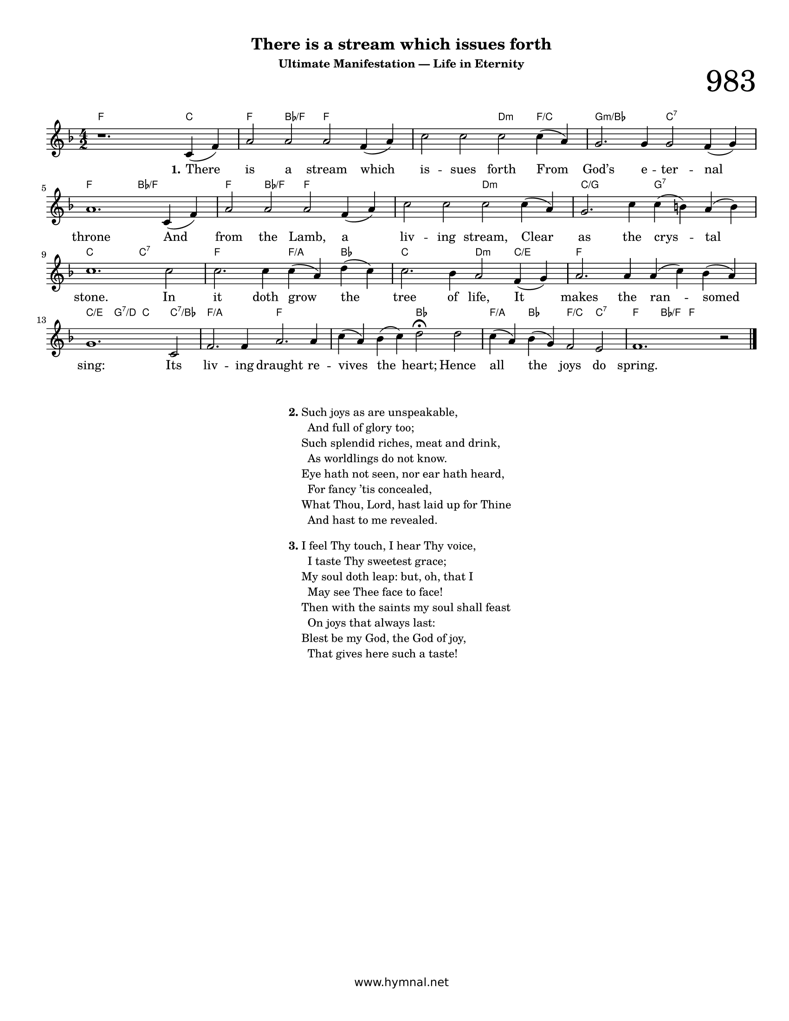 There is a stream which issues forth
Ultimate Manifestation — Life in Eternity
983
F C F B♭/F F Dm F/C Gm/B♭ C7
1. There is a stream which is - sues forth From God's e - ter - nal
5 F B♭/F F B♭/F F Dm C/G G7
throne And from the Lamb, a liv - ing stream, Clear as the crys - tal
9 C C7 F F/A B♭ C Dm C/E F
stone. In it doth grow the tree of life, It makes the ran - somed
13 C/E G7/D C C7/B♭ F/A F B♭ F/A B♭ F/C C7 F B♭/F F
sing: Its liv - ing draught re - vives the heart; Hence all the joys do spring.
2. Such joys as are unspeakable,
And full of glory too;
Such splendid riches, meat and drink,
As worldlings do not know.
Eye hath not seen, nor ear hath heard,
For fancy 'tis concealed,
What Thou, Lord, hast laid up for Thine
And hast to me revealed.
3. I feel Thy touch, I hear Thy voice,
I taste Thy sweetest grace;
My soul doth leap: but, oh, that I
May see Thee face to face!
Then with the saints my soul shall feast
On joys that always last:
Blest be my God, the God of joy,
That gives here such a taste!
www.hymnal.net